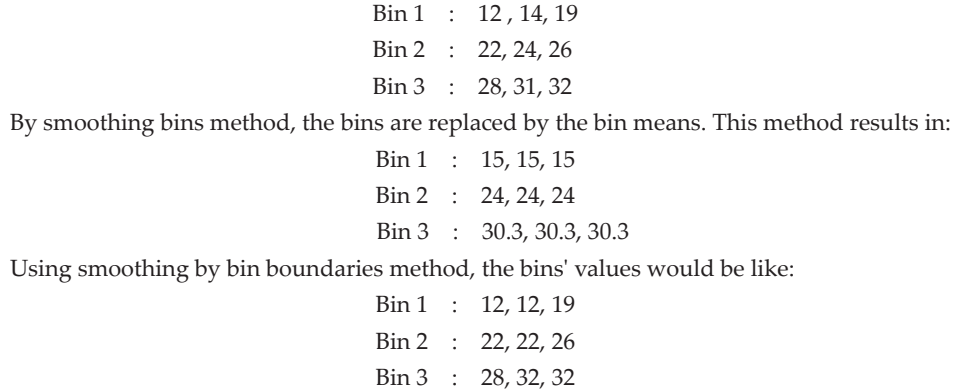 Bin 1 : 12 , 14, 19
Bin 2 : 22, 24, 26
Bin 3 : 28, 31, 32
By smoothing bins method, the bins are replaced by the bin means. This method results in:
Bin 1 : 15, 15, 15
Bin 2 : 24, 24, 24
Bin 3 : 30.3, 30.3, 30.3
Using smoothing by bin boundaries method, the bins' values would be like:
Bin 1 : 12, 12, 19
Bin 2 : 22, 22, 26
Bin 3 : 28, 32, 32